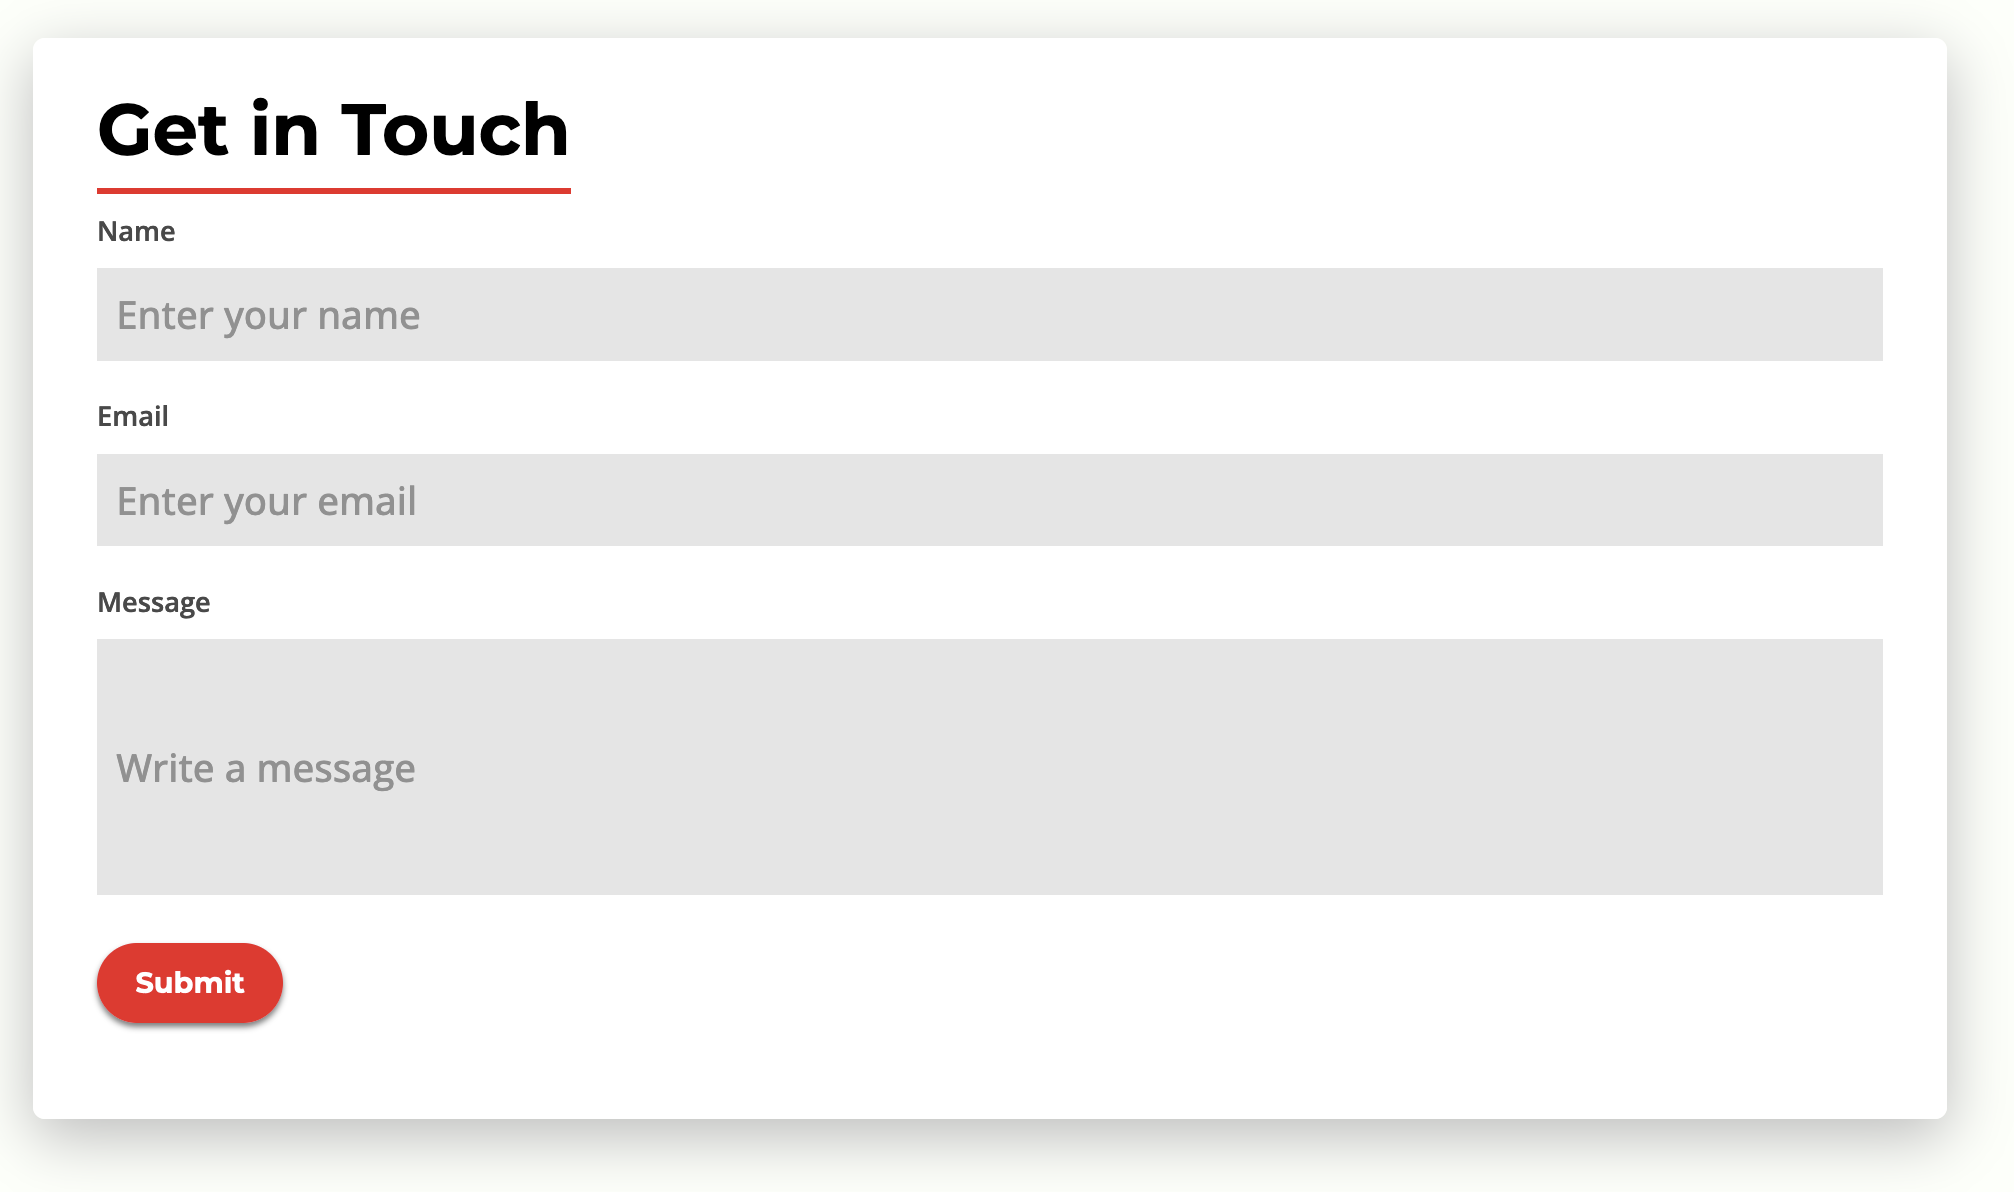 Get in Touch
Name
Enter your name
Email
Enter your email
Message
Write a message
Submit